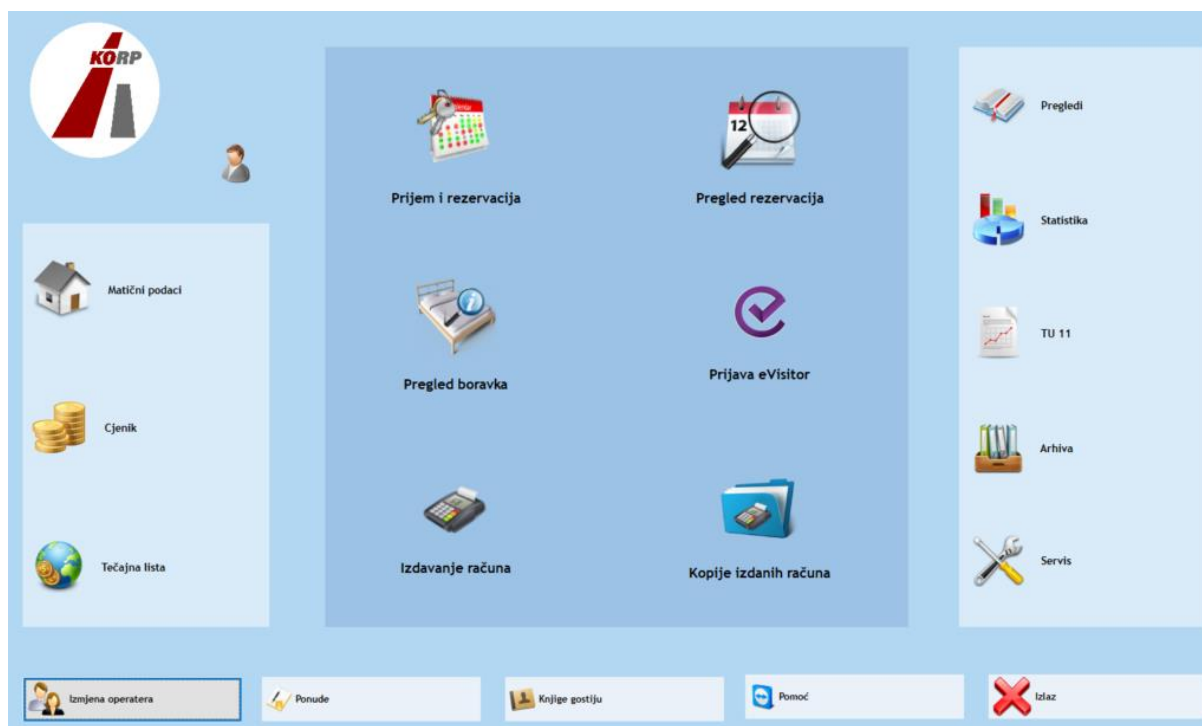 KORP
Matični podaci
Cjenik
Tečajna lista
Prijem i rezervacija
12
Pregled rezervacija
Pregled boravka
Prijava eVisitor
Izdavanje računa
Kopije izdanih računa
Pregledi
Statistika
TU 11
Arhiva
Servis
Izmjena operatera
Ponude
Knjige gostiju
Pomoć
Izlaz